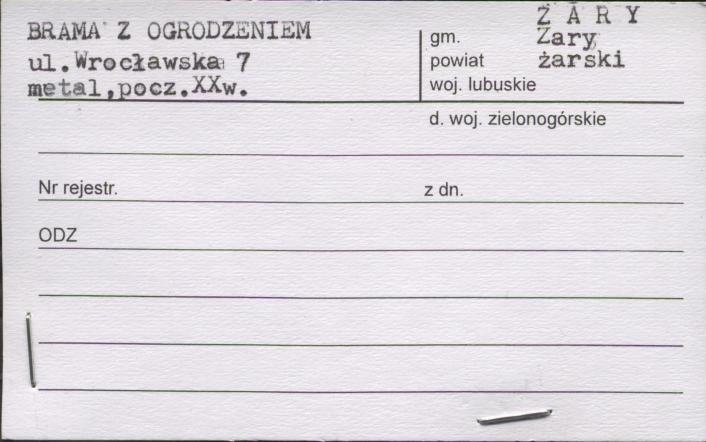 BRAMA Z OGRODZENIEM
ul.Wrocławska 7
metal,pocz.XXw.
Ż A R Y
gm. Żary
powiat żarski
woj. lubuskie
d. woj. zielonogórskie
Nr rejestr. z dn.
ODZ